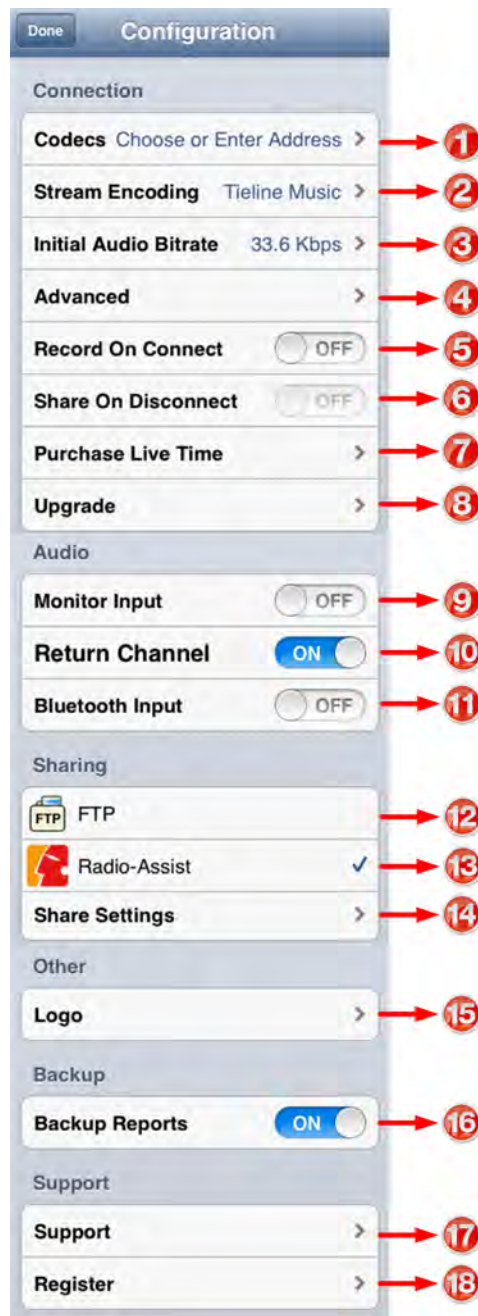 Done Configuration
Connection
Codecs Choose or Enter Address > 1
Stream Encoding Tieline Music > 2
Initial Audio Bitrate 33.6 Kbps > 3
Advanced > 4
Record On Connect OFF 5
Share On Disconnect OFF 6
Purchase Live Time > 7
Upgrade > 8
Audio
Monitor Input OFF 9
Return Channel ON 10
Bluetooth Input OFF 11
Sharing
FTP FTP 12
Radio-Assist ✓ 13
Share Settings > 14
Other
Logo > 15
Backup
Backup Reports ON 16
Support
Support > 17
Register > 18